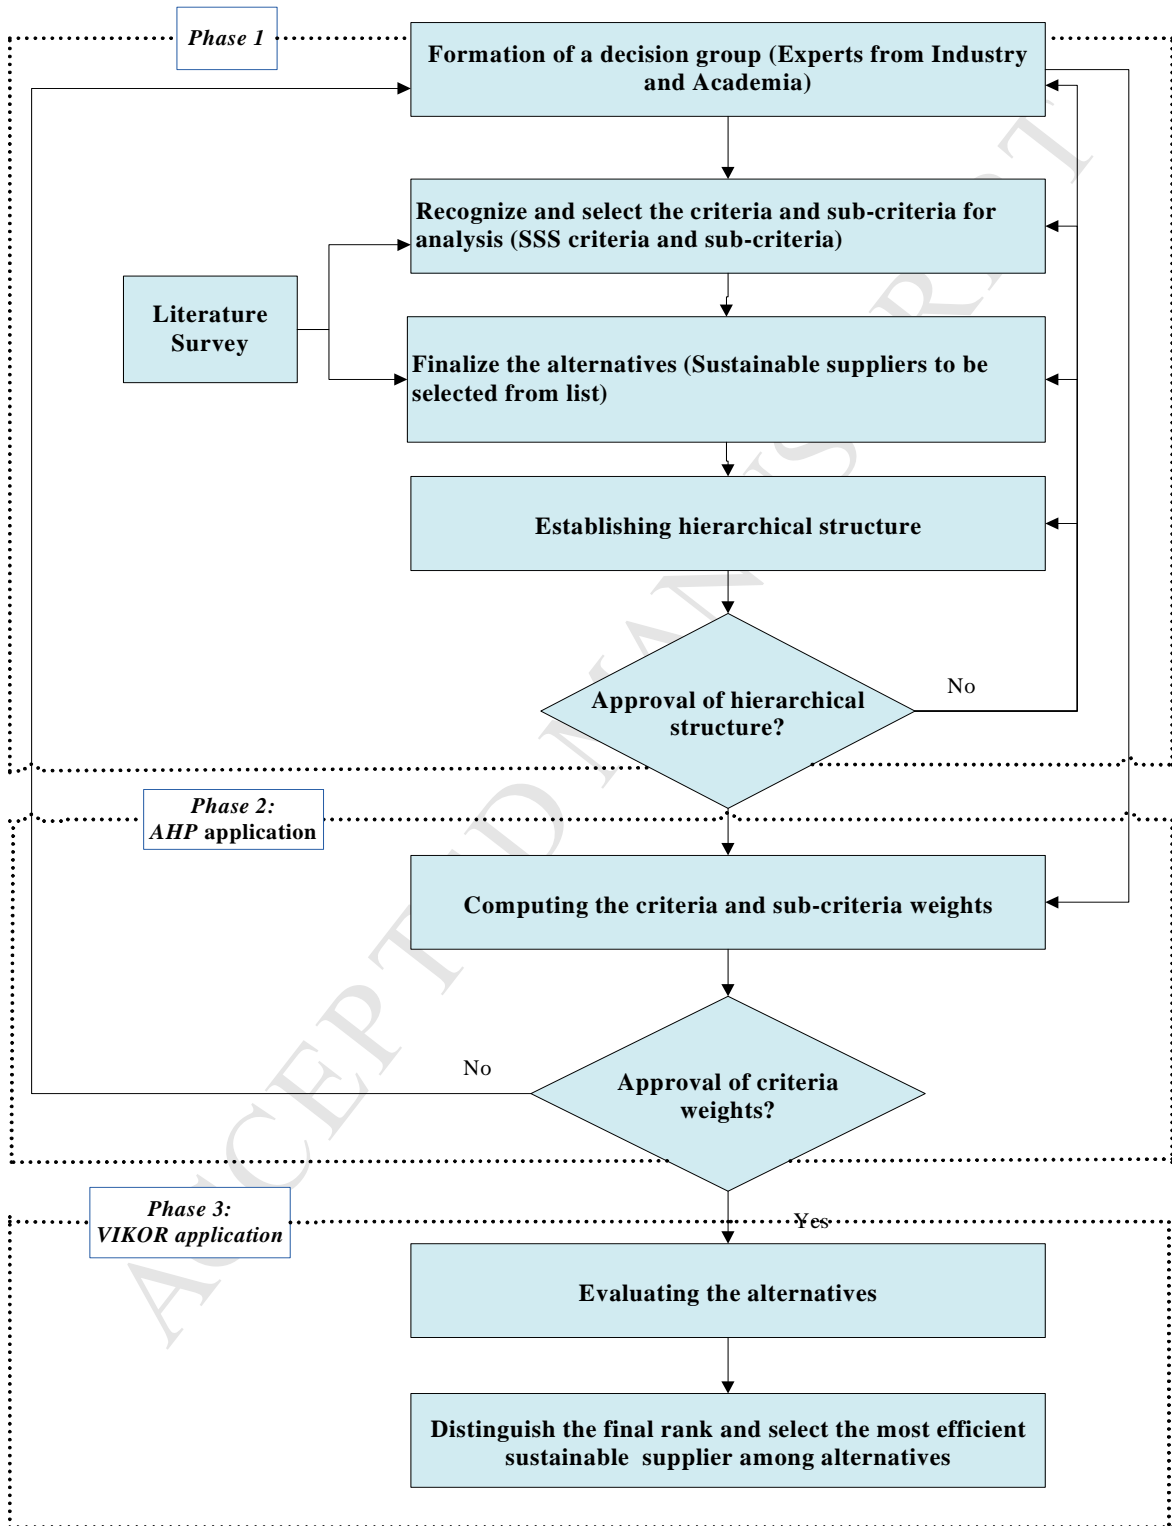 Phase 1
Formation of a decision group (Experts from Industry
and Academia)
Recognize and select the criteria and sub-criteria for
analysis (SSS criteria and sub-criteria)
Literature
Survey
Finalize the alternatives (Sustainable suppliers to be
selected from list)
Establishing hierarchical structure
Approval of hierarchical
structure?
No
Phase 2:
AHP application
Computing the criteria and sub-criteria weights
No
Approval of criteria
weights?
Phase 3:
VIKOR application
Yes
Evaluating the alternatives
Distinguish the final rank and select the most efficient
sustainable supplier among alternatives
ACCEPTED MANUSCRIPT